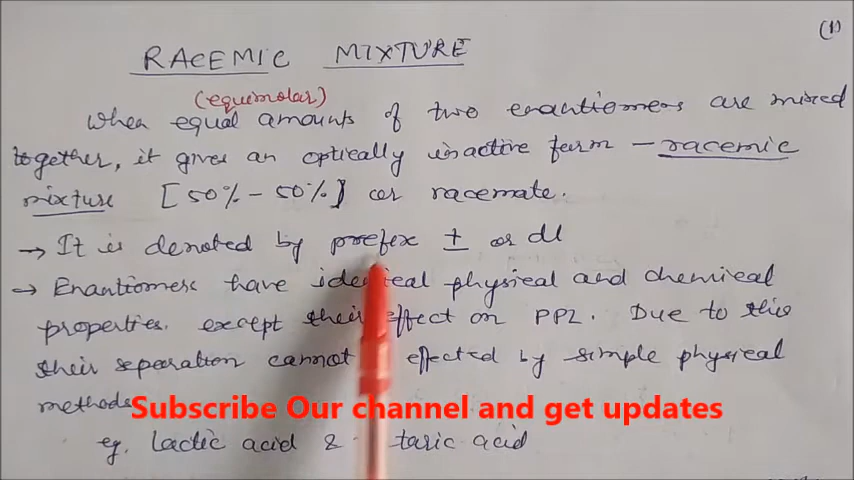 (1)
RACEMIC MIXTURE
(equimolar)
When equal amounts of two enantiomers are mixed
together, it gives an optically inactive form - racemic
mixture [50% - 50%] or racemate.
→ It is denoted by prefix ± or dl
→ Enantiomers have identical physical and chemical
properties. except their effect on PPL. Due to this
their separation cannot effected by simple physical
methods
Subscribe Our channel and get updates
eg. Lactic acid & taric acid